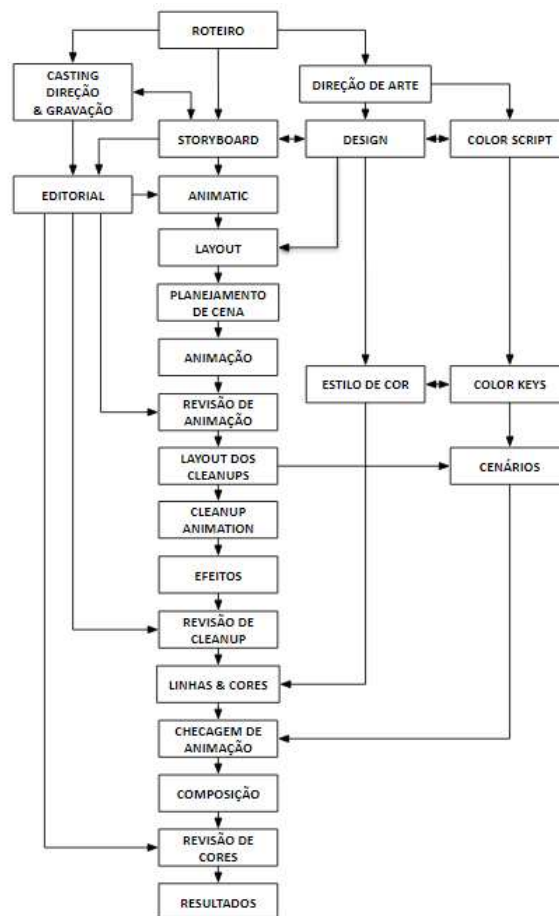 ROTEIRO
CASTING
DIREÇÃO
& GRAVAÇÃO
DIREÇÃO DE ARTE
STORYBOARD
DESIGN
COLOR SCRIPT
EDITORIAL
ANIMATIC
LAYOUT
PLANEJAMENTO
DE CENA
ANIMAÇÃO
ESTILO DE COR
COLOR KEYS
REVISÃO DE
ANIMAÇÃO
LAYOUT DOS
CLEANUPS
CENÁRIOS
CLEANUP
ANIMATION
EFEITOS
REVISÃO DE
CLEANUP
LINHAS & CORES
CHECAGEM DE
ANIMAÇÃO
COMPOSIÇÃO
REVISÃO DE
CORES
RESULTADOS